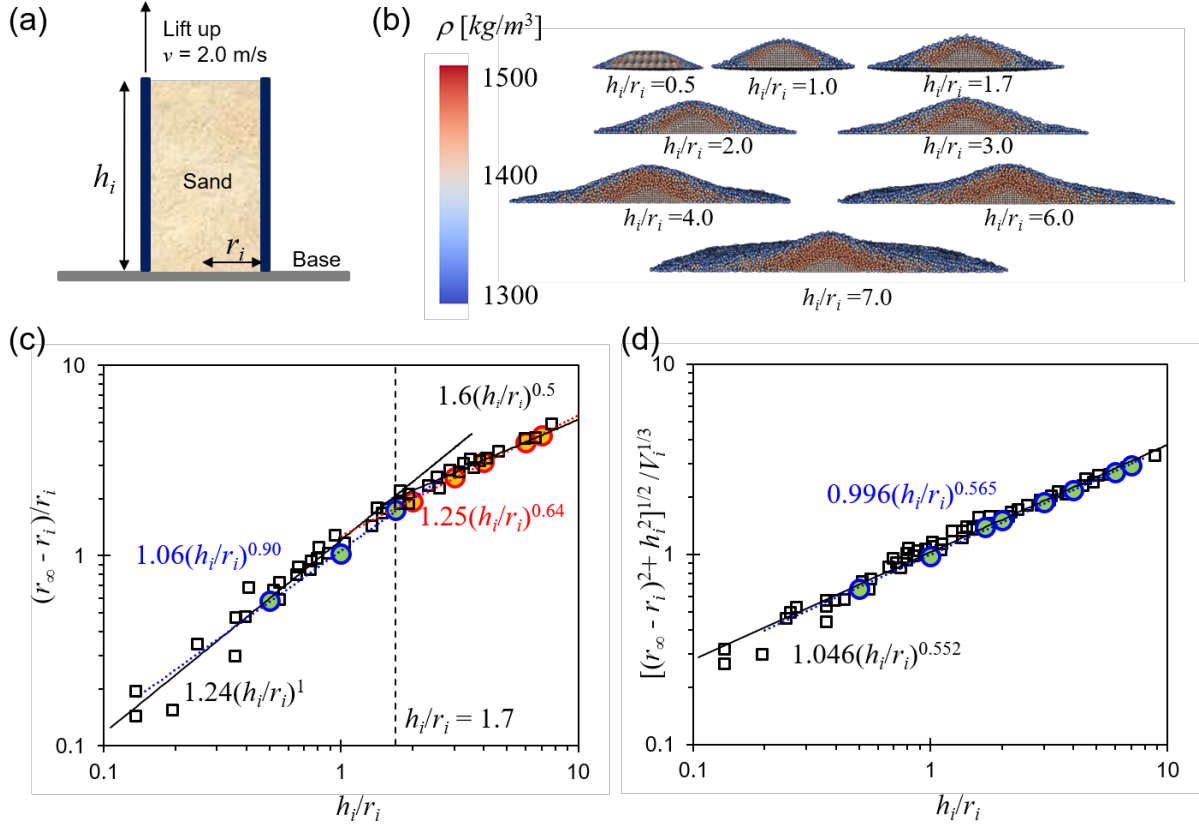 (a)
Lift up
v = 2.0 m/s
h_i
Sand
r_i
Base
(b)
ρ [kg/m³]
1500
1400
1300
h_i/r_i =0.5
h_i/r_i =1.0
h_i/r_i =1.7
h_i/r_i =2.0
h_i/r_i =3.0
h_i/r_i =4.0
h_i/r_i =6.0
h_i/r_i =7.0
(c)
(r_∞ - r_i)/r_i
10
1
0.1
0.1
1
10
h_i/r_i
1.6(h_i/r_i)^0.5
1.25(h_i/r_i)^0.64
1.06(h_i/r_i)^0.90
1.24(h_i/r_i)^1
h_i/r_i = 1.7
(d)
[(r_∞ - r_i)²+ h_i²]^1/2 /V_i^1/3
10
1
0.1
0.1
1
10
h_i/r_i
0.996(h_i/r_i)^0.565
1.046(h_i/r_i)^0.552